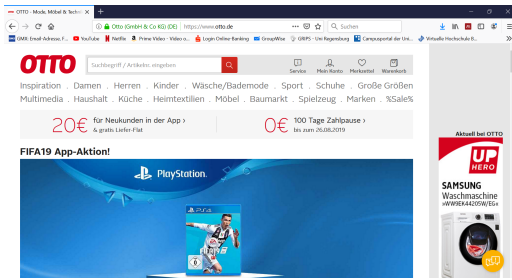 OTTO - Mode, Möbel & Techn
Otto (GmbH & Co KG) (DE) https://www.otto.de Suchen
GMX: Email-Adresse, F... YouTube Netflix Prime Video - Video o... Login Online-Banking GroupWise GRIPS - Uni Regensburg Campusportal der Uni... Virtuelle Hochschule B...
OTTO
Suchbegriff / Artikelnr. eingeben
Service Mein Konto Merkzettel Warenkorb
Inspiration . Damen . Herren . Kinder . Wäsche/Bademode . Sport . Schuhe . Große Größen
Multimedia . Haushalt . Küche . Heimtextilien . Möbel . Baumarkt . Spielzeug . Marken . %Sale%
20€ für Neukunden in der App ›
& gratis Liefer-Flat
0€ 100 Tage Zahlpause ›
bis zum 26.08.2019
Aktuell bei OTTO
FIFA19 App-Aktion!
PlayStation.
PS4
FIFA 19
UP
HERO
SAMSUNG
Waschmaschine
»WW9EK44205W/EG«